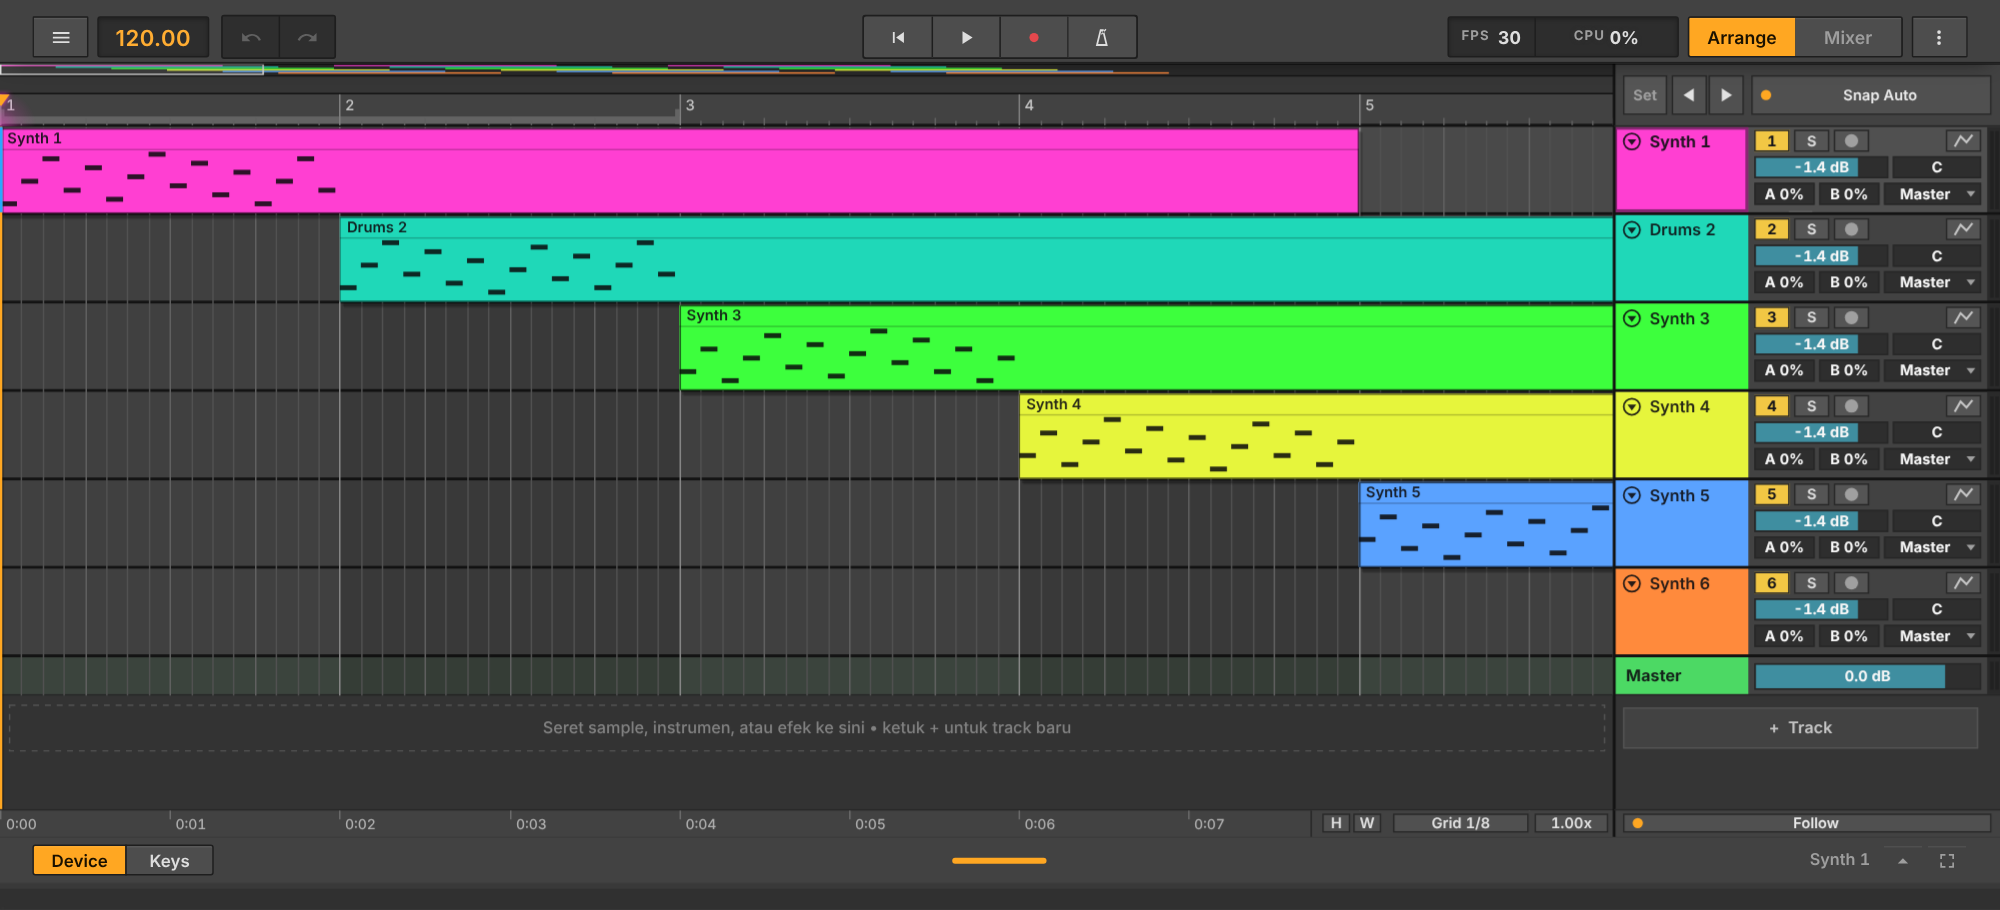 120.00
FPS 30 CPU 0% Arrange Mixer
1 2 3 4 5 Set Snap Auto
Synth 1
Synth 1 1 S
-1.4 dB C
A 0% B 0% Master
Drums 2
Drums 2 2 S
-1.4 dB C
A 0% B 0% Master
Synth 3
Synth 3 3 S
-1.4 dB C
A 0% B 0% Master
Synth 4
Synth 4 4 S
-1.4 dB C
A 0% B 0% Master
Synth 5
Synth 5 5 S
-1.4 dB C
A 0% B 0% Master
Synth 6 6 S
-1.4 dB C
A 0% B 0% Master
Master 0.0 dB
Seret sample, instrumen, atau efek ke sini • ketuk + untuk track baru
+ Track
0:00 0:01 0:02 0:03 0:04 0:05 0:06 0:07 H W Grid 1/8 1.00x Follow
Device Keys Synth 1